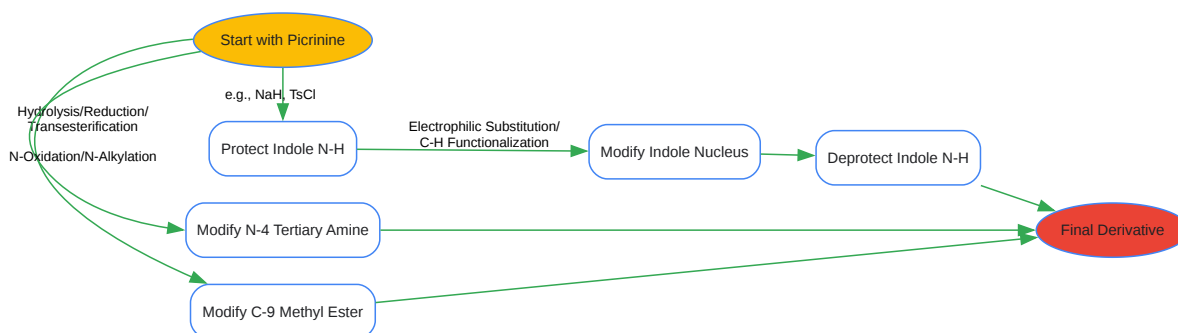 Start with Picrinine
e.g., NaH, TsCl
Hydrolysis/Reduction/
Transesterification
N-Oxidation/N-Alkylation
Protect Indole N-H
Electrophilic Substitution/
C-H Functionalization
Modify Indole Nucleus
Deprotect Indole N-H
Modify N-4 Tertiary Amine
Final Derivative
Modify C-9 Methyl Ester